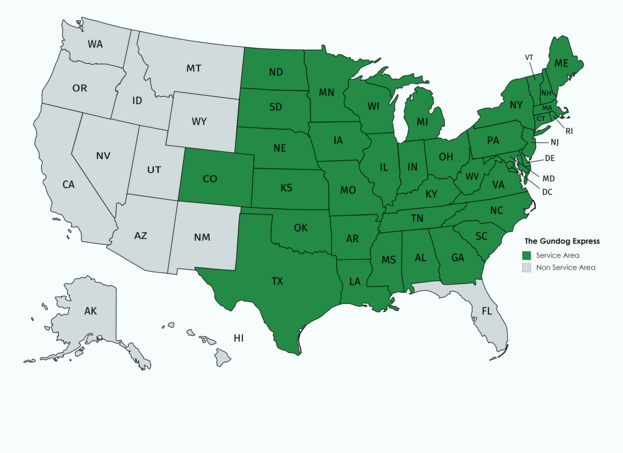 WA
MT
ND
MN
VT
ME
OR
ID
SD
WI
NH
MA
NY
CT
RI
WY
MI
NJ
PA
NV
UT
NE
IA
IL
IN
OH
DE
MD
DC
CO
KS
MO
WV
VA
KY
CA
AZ
NM
OK
AR
TN
NC
SC
MS
AL
GA
TX
LA
The Gundog Express
Service Area
Non Service Area
AK
HI
FL